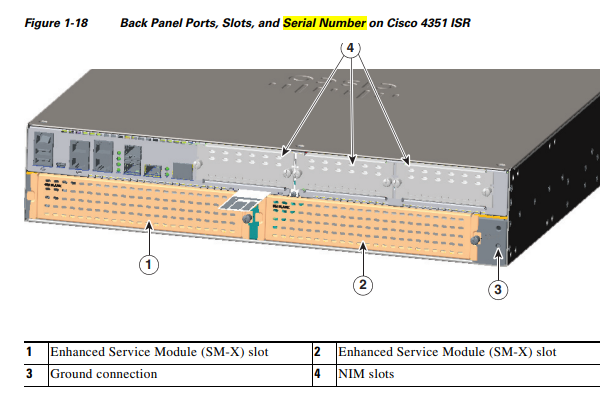 Figure 1-18 Back Panel Ports, Slots, and Serial Number on Cisco 4351 ISR
4
1
2
3
1 Enhanced Service Module (SM-X) slot 2 Enhanced Service Module (SM-X) slot
3 Ground connection 4 NIM slots